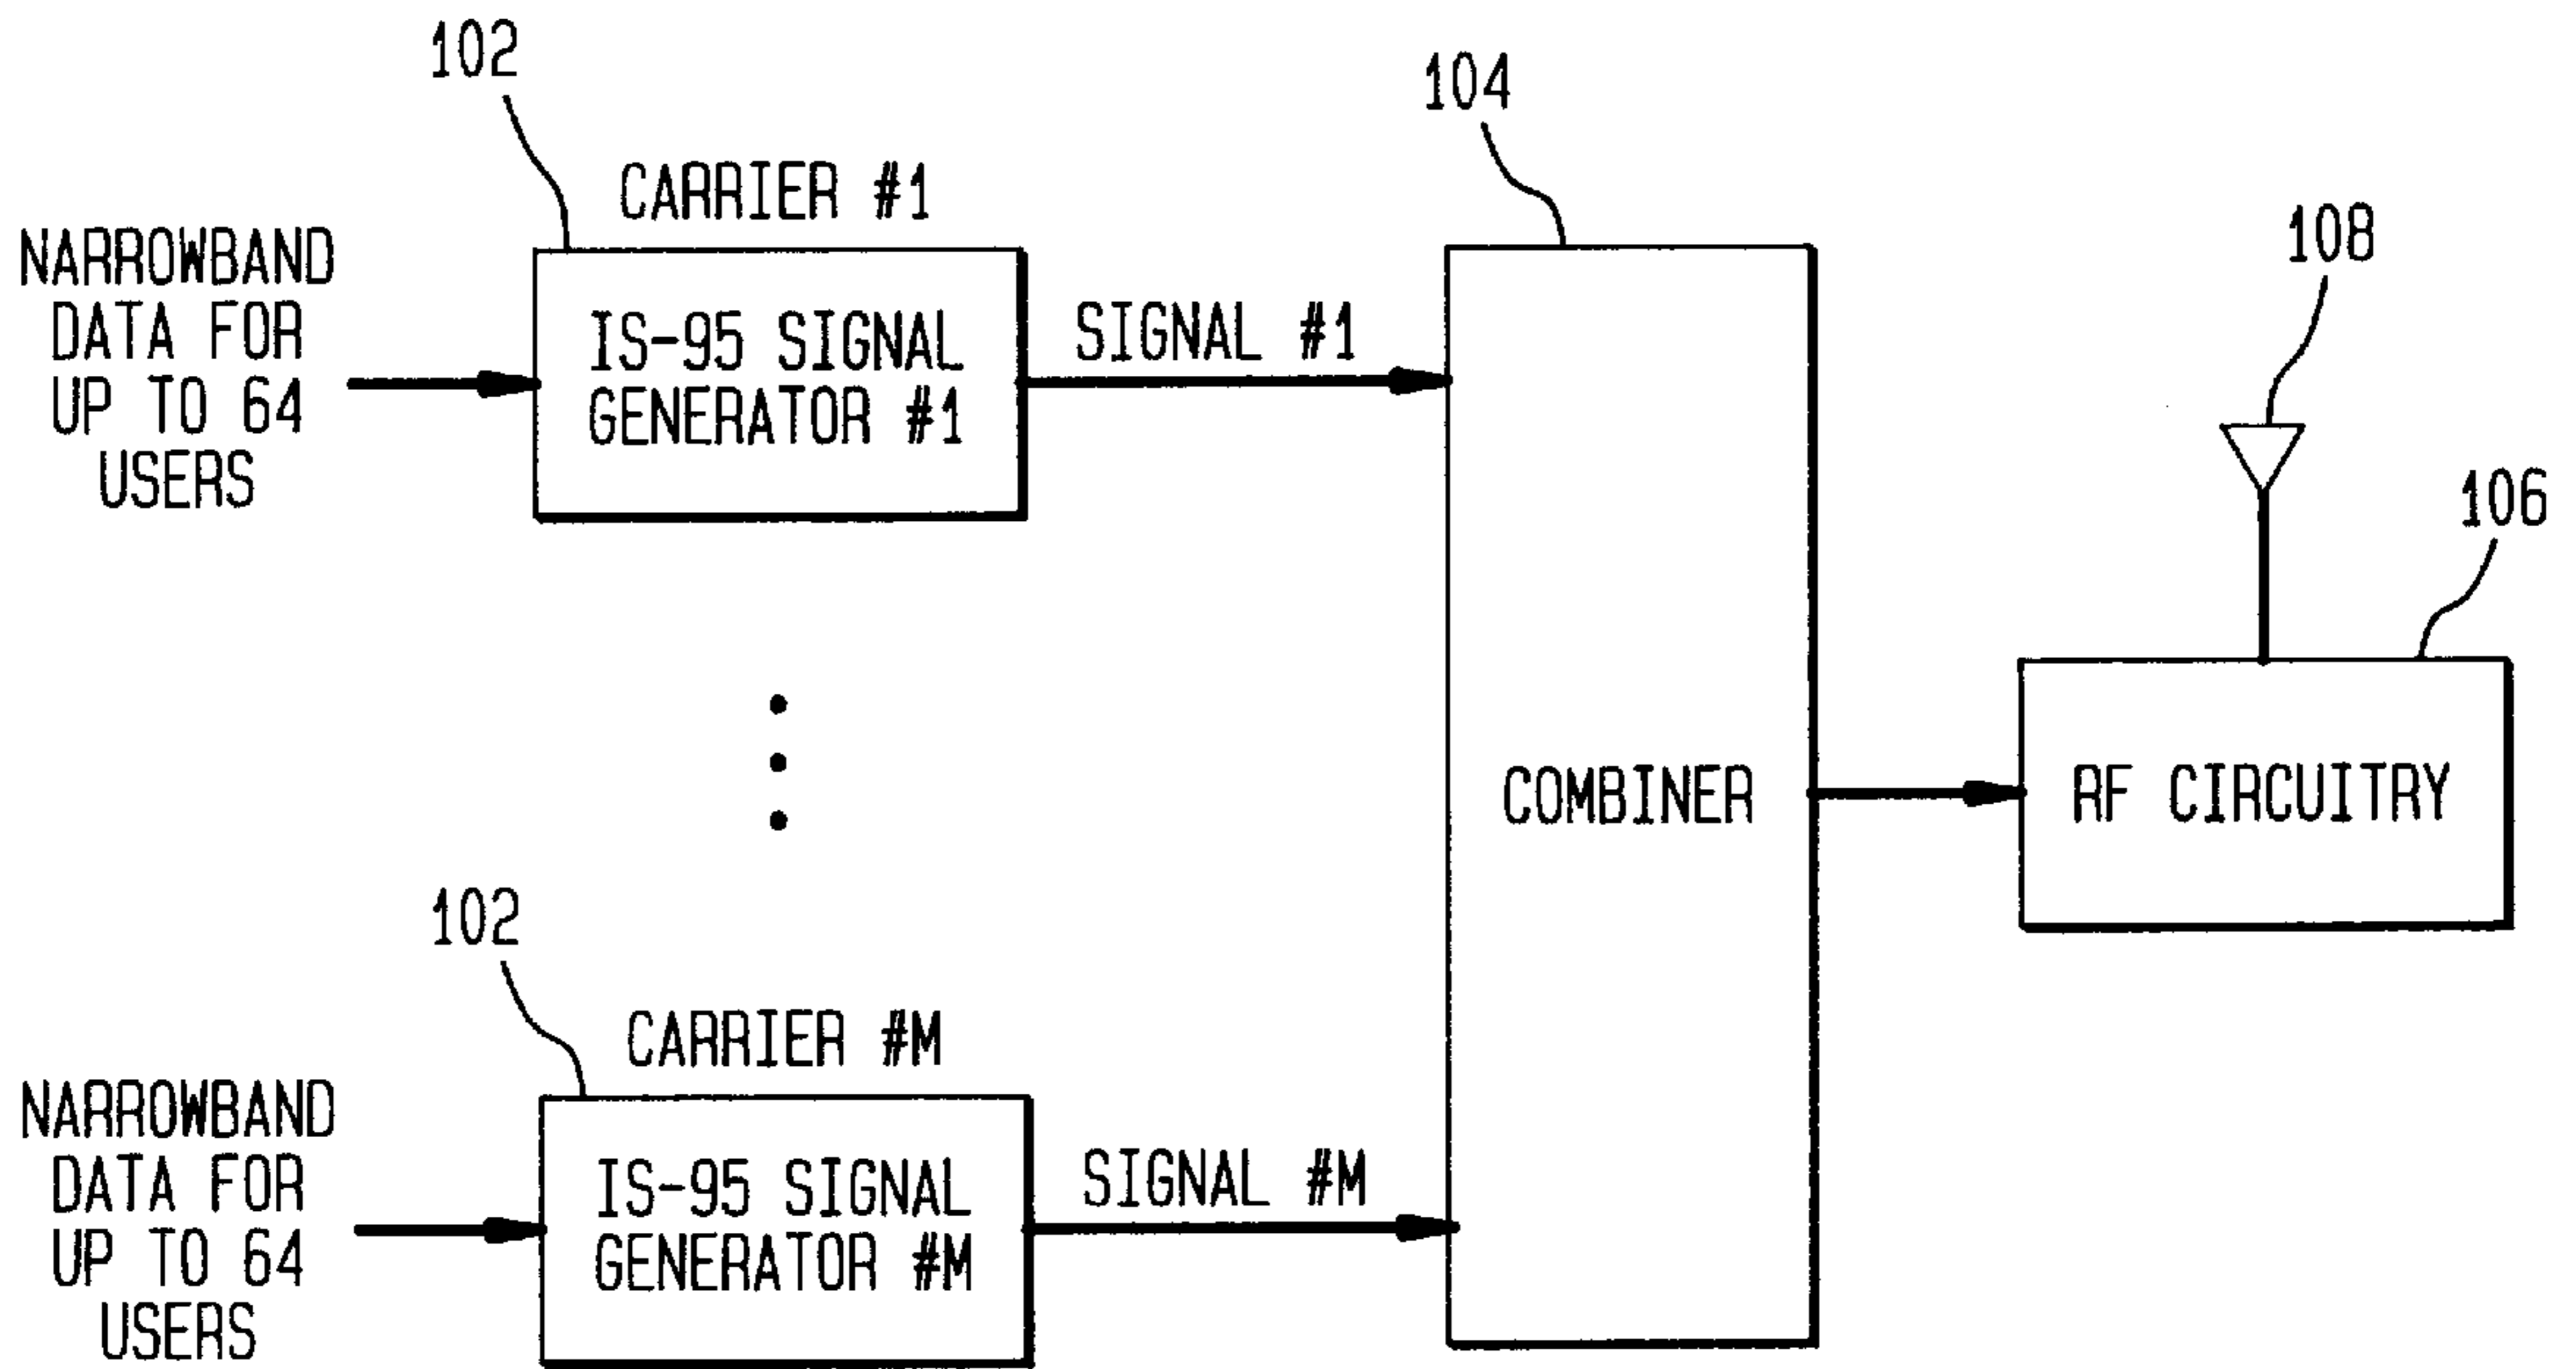 102
104
CARRIER #1
108
NARROWBAND
DATA FOR
UP TO 64
USERS
IS-95 SIGNAL
GENERATOR #1
SIGNAL #1
106
COMBINER
RF CIRCUITRY
102
CARRIER #M
NARROWBAND
DATA FOR
UP TO 64
USERS
IS-95 SIGNAL
GENERATOR #M
SIGNAL #M